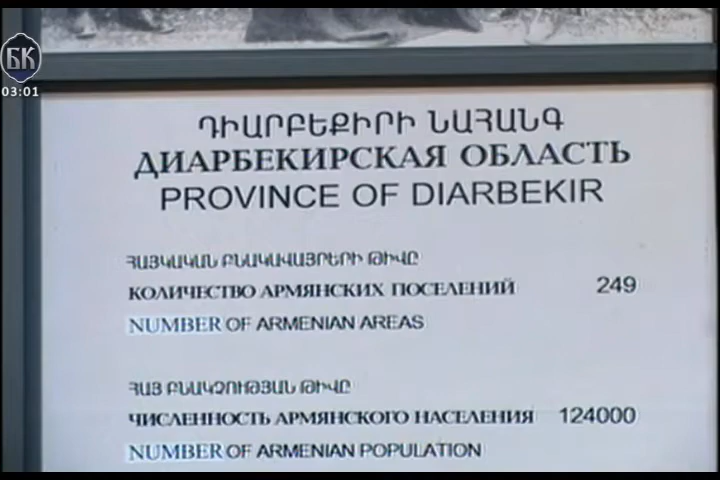 БК
03:01
ԴԻԱՐԲԵՔԻՐԻ ՆԱՀԱՆԳ
ДИАРБЕКИРСКАЯ ОБЛАСТЬ
PROVINCE OF DIARBEKIR
ՀԱՅԿԱԿԱՆ ԲՆԱԿԱՎԱՅՐԵՐԻ ԹԻՎԸ
КОЛИЧЕСТВО АРМЯНСКИХ ПОСЕЛЕНИЙ 249
NUMBER OF ARMENIAN AREAS
ՀԱՅ ԲՆԱԿՉՈՒԹՅԱՆ ԹԻՎԸ
ЧИСЛЕННОСТЬ АРМЯНСКОГО НАСЕЛЕНИЯ 124000
NUMBER OF ARMENIAN POPULATION